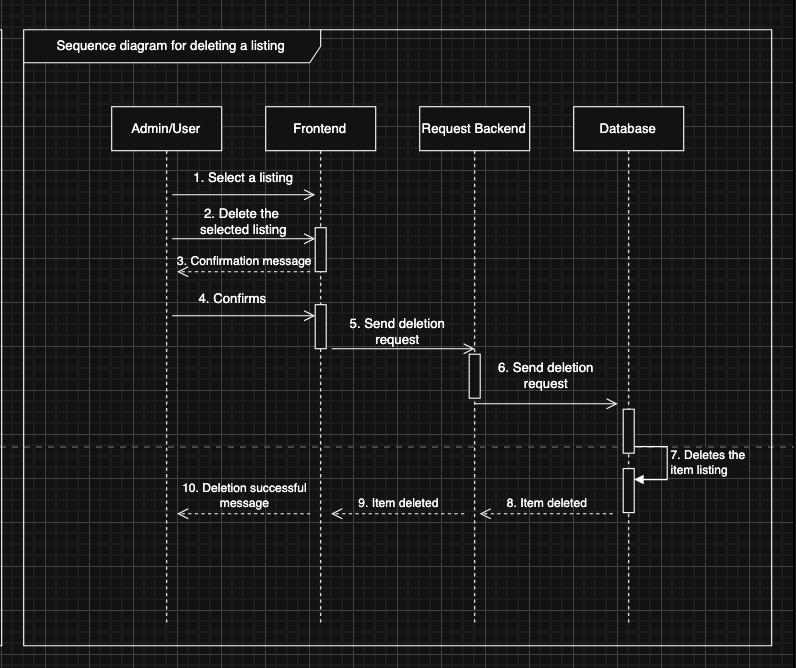 Sequence diagram for deleting a listing
Admin/User
Frontend
Request Backend
Database
1. Select a listing
2. Delete the
selected listing
3. Confirmation message
4. Confirms
5. Send deletion
request
6. Send deletion
request
7. Deletes the
item listing
10. Deletion successful
message
9. Item deleted
8. Item deleted